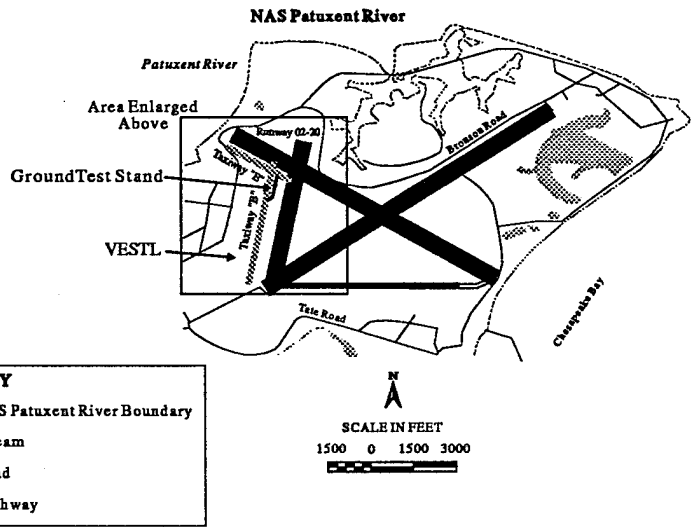 NAS Patuxent River
Patuxent River
Area Enlarged
Above
Runway 02-20
Bronson Road
Taxiway "E"
GroundTest Stand
Taxiway "B"
VESTL
Tate Road
Chesapeake Bay
Y
S Patuxent River Boundary
eam
d
hway
N
SCALE IN FEET
1500 0 1500 3000